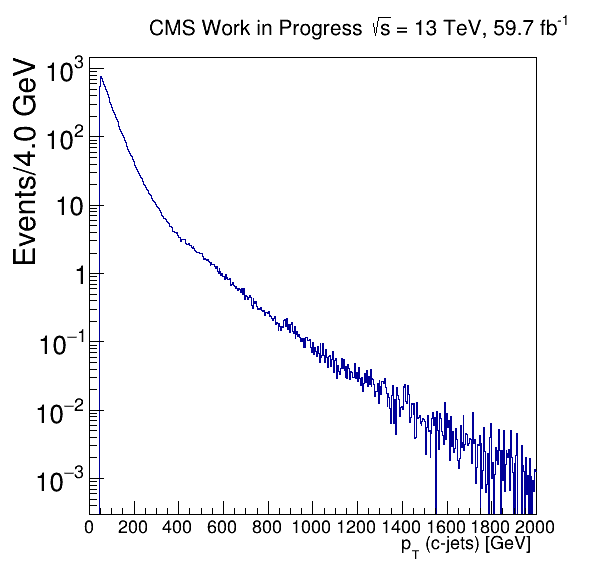 CMS Work in Progress √s = 13 TeV, 59.7 fb⁻¹
Events/4.0 GeV
10³
10²
10
1
10⁻¹
10⁻²
10⁻³
0 200 400 600 800 1000 1200 1400 1600 1800 2000
p_T (c-jets) [GeV]